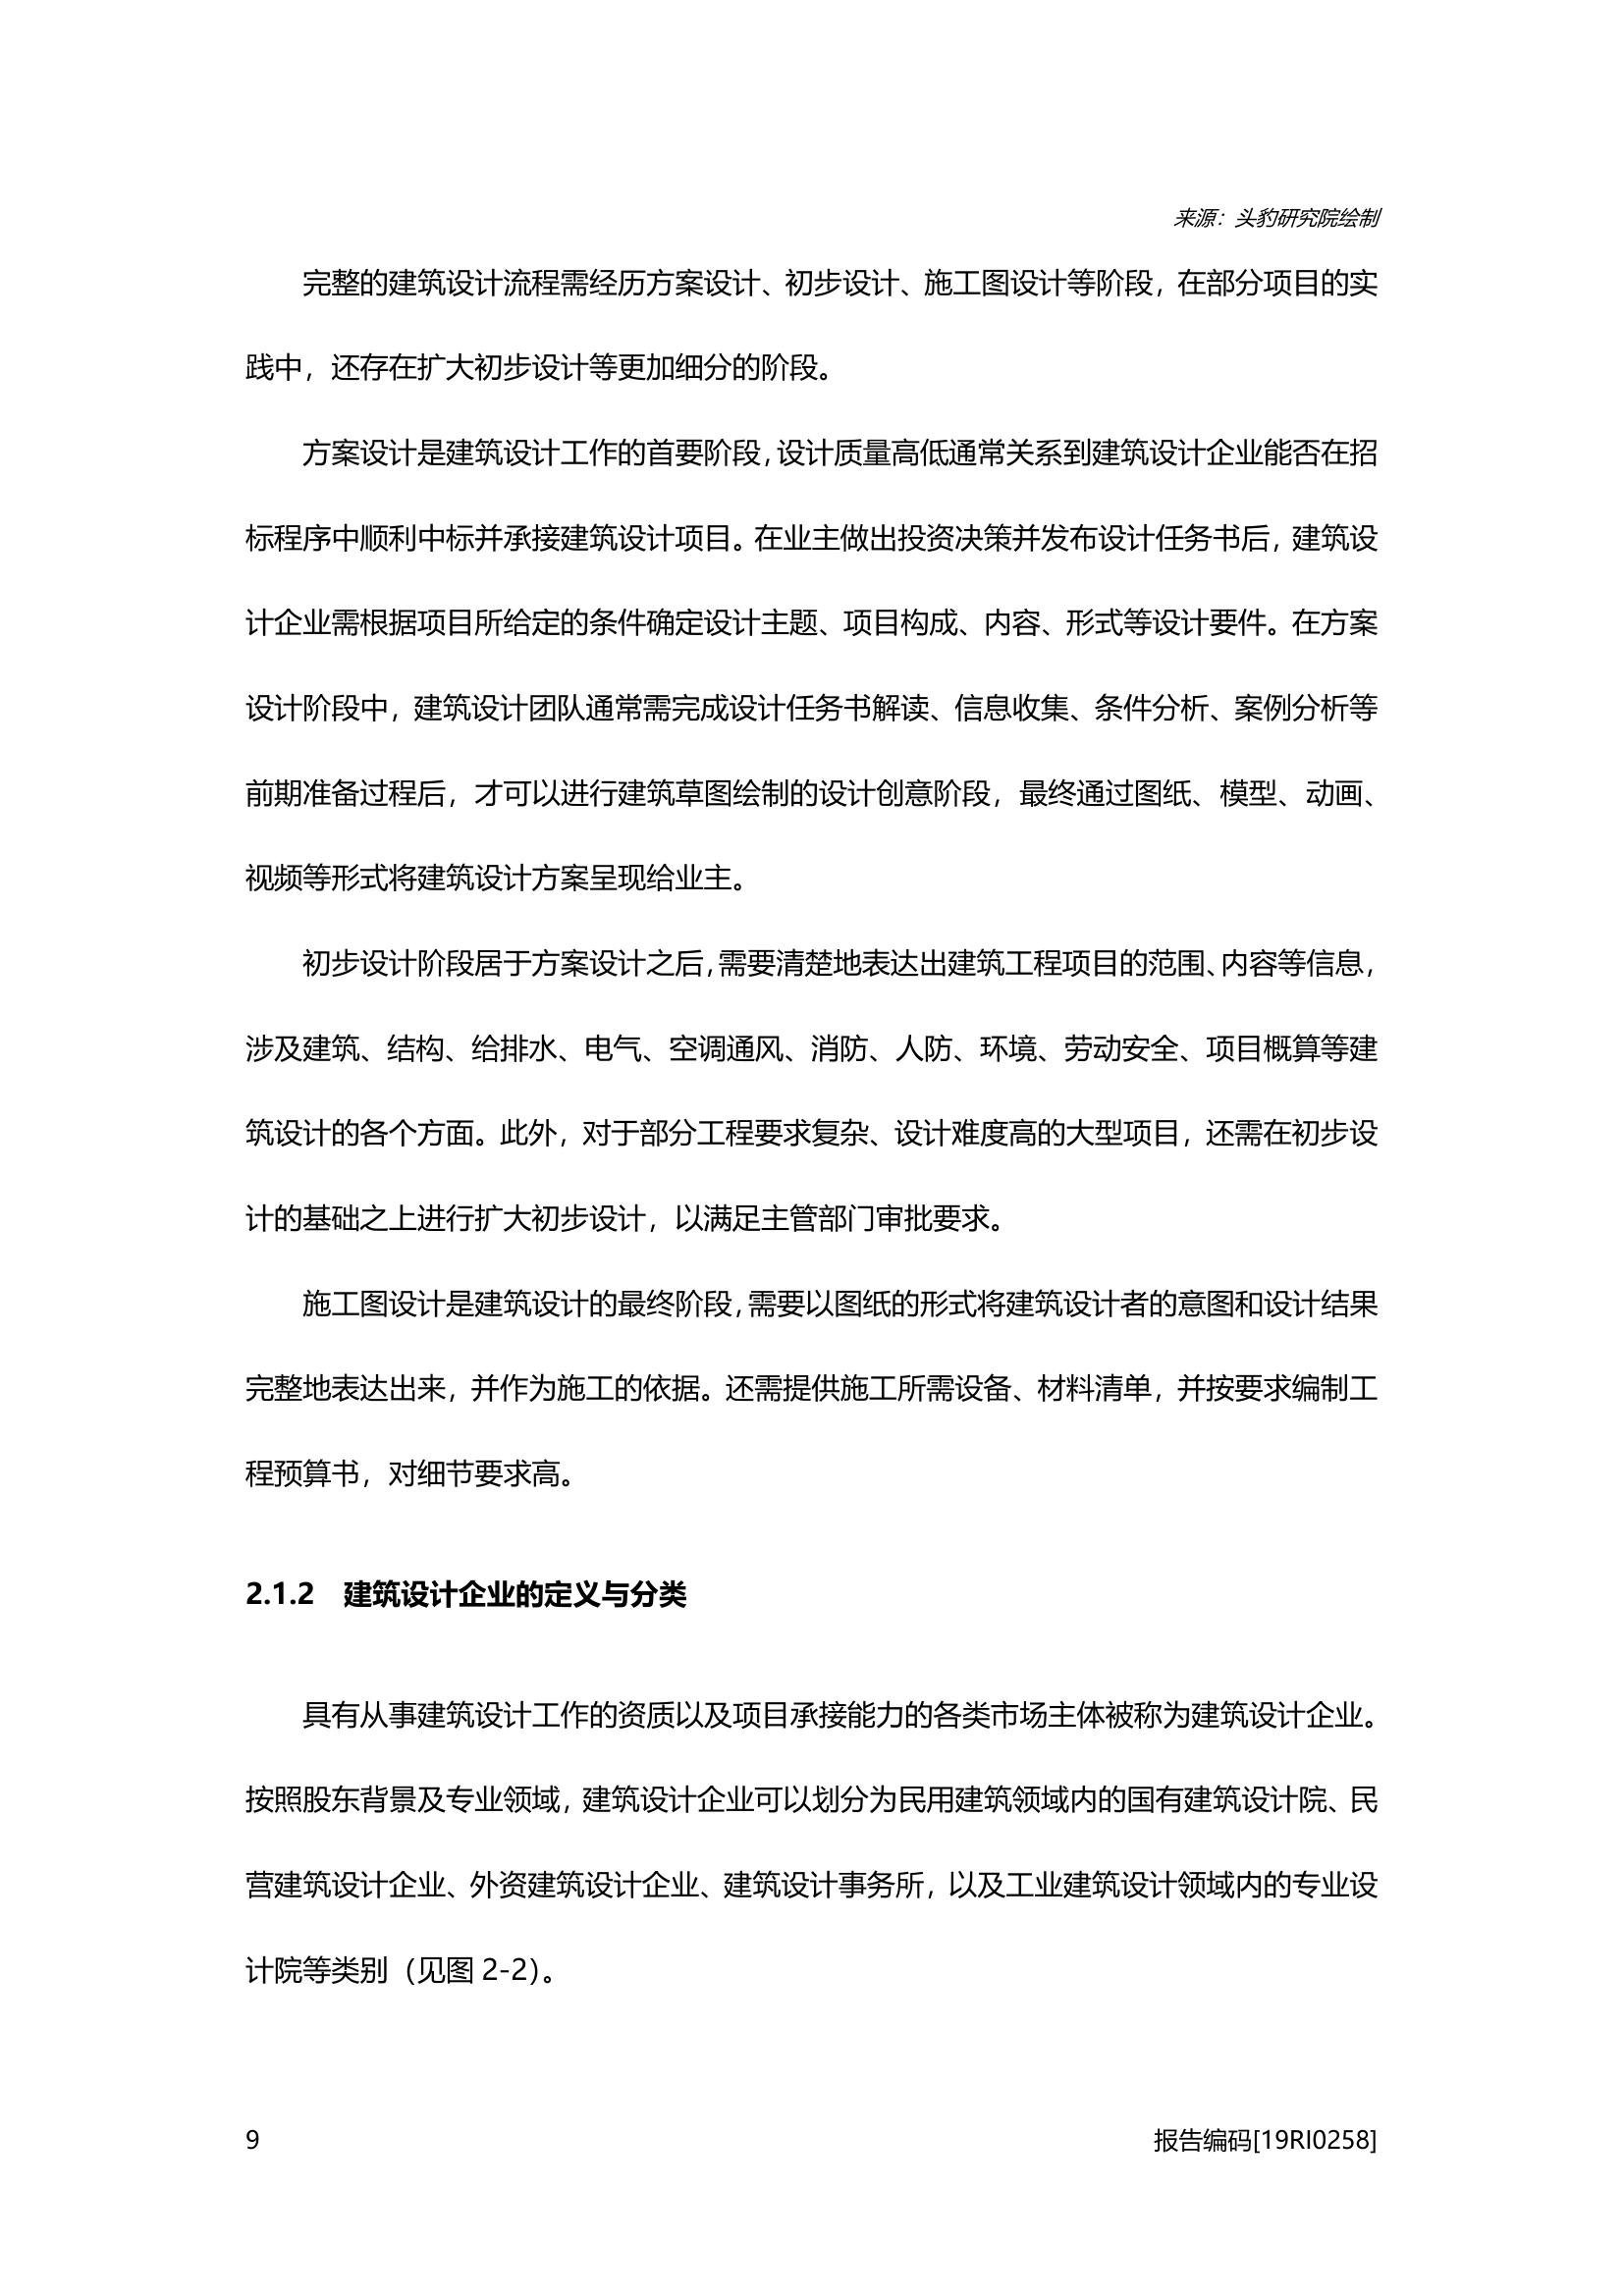 来源：头豹研究院绘制
完整的建筑设计流程需经历方案设计、初步设计、施工图设计等阶段，在部分项目的实
践中，还存在扩大初步设计等更加细分的阶段。
方案设计是建筑设计工作的首要阶段，设计质量高低通常关系到建筑设计企业能否在招
标程序中顺利中标并承接建筑设计项目。在业主做出投资决策并发布设计任务书后，建筑设
计企业需根据项目所给定的条件确定设计主题、项目构成、内容、形式等设计要件。在方案
设计阶段中，建筑设计团队通常需完成设计任务书解读、信息收集、条件分析、案例分析等
前期准备过程后，才可以进行建筑草图绘制的设计创意阶段，最终通过图纸、模型、动画、
视频等形式将建筑设计方案呈现给业主。
初步设计阶段居于方案设计之后，需要清楚地表达出建筑工程项目的范围、内容等信息，
涉及建筑、结构、给排水、电气、空调通风、消防、人防、环境、劳动安全、项目概算等建
筑设计的各个方面。此外，对于部分工程要求复杂、设计难度高的大型项目，还需在初步设
计的基础之上进行扩大初步设计，以满足主管部门审批要求。
施工图设计是建筑设计的最终阶段，需要以图纸的形式将建筑设计者的意图和设计结果
完整地表达出来，并作为施工的依据。还需提供施工所需设备、材料清单，并按要求编制工
程预算书，对细节要求高。
2.1.2 建筑设计企业的定义与分类
具有从事建筑设计工作的资质以及项目承接能力的各类市场主体被称为建筑设计企业。
按照股东背景及专业领域，建筑设计企业可以划分为民用建筑领域内的国有建筑设计院、民
营建筑设计企业、外资建筑设计企业、建筑设计事务所，以及工业建筑设计领域内的专业设
计院等类别（见图 2-2）。
9 报告编码[19RI0258]